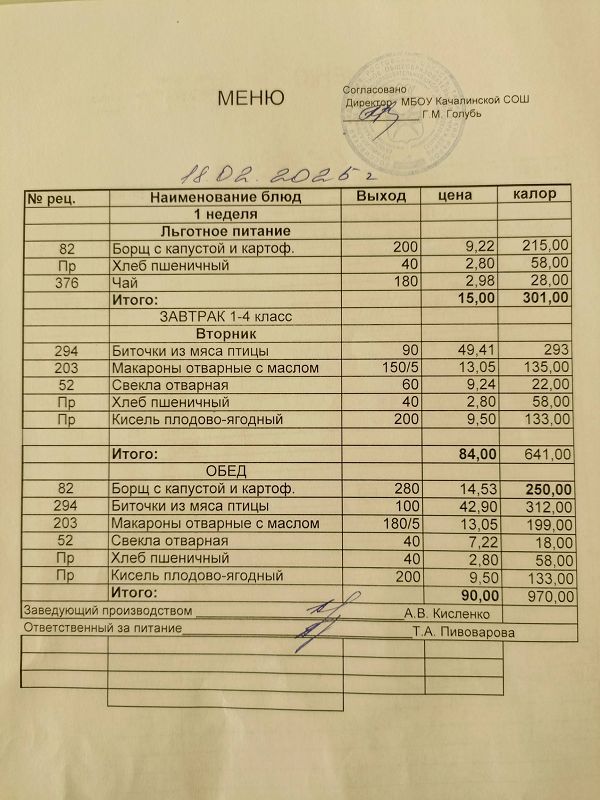 Согласовано
МЕНЮ
Директор МБОУ Качалинской СОШ
Г.М. Голубь
18.02.2025г
№ рец. Наименование блюд Выход цена калор
1 неделя
Льготное питание
82 Борщ с капустой и картоф. 200 9,22 215,00
Пр Хлеб пшеничный 40 2,80 58,00
376 Чай 180 2,98 28,00
Итого: 15,00 301,00
ЗАВТРАК 1-4 класс
Вторник
294 Биточки из мяса птицы 90 49,41 293
203 Макароны отварные с маслом 150/5 13,05 135,00
52 Свекла отварная 60 9,24 22,00
Пр Хлеб пшеничный 40 2,80 58,00
Пр Кисель плодово-ягодный 200 9,50 133,00
Итого: 84,00 641,00
ОБЕД
82 Борщ с капустой и картоф. 280 14,53 250,00
294 Биточки из мяса птицы 100 42,90 312,00
203 Макароны отварные с маслом 180/5 13,05 199,00
52 Свекла отварная 40 7,22 18,00
Пр Хлеб пшеничный 40 2,80 58,00
Пр Кисель плодово-ягодный 200 9,50 133,00
Итого: 90,00 970,00
Заведующий производством А.В. Кисленко
Ответственный за питание Т.А. Пивоварова